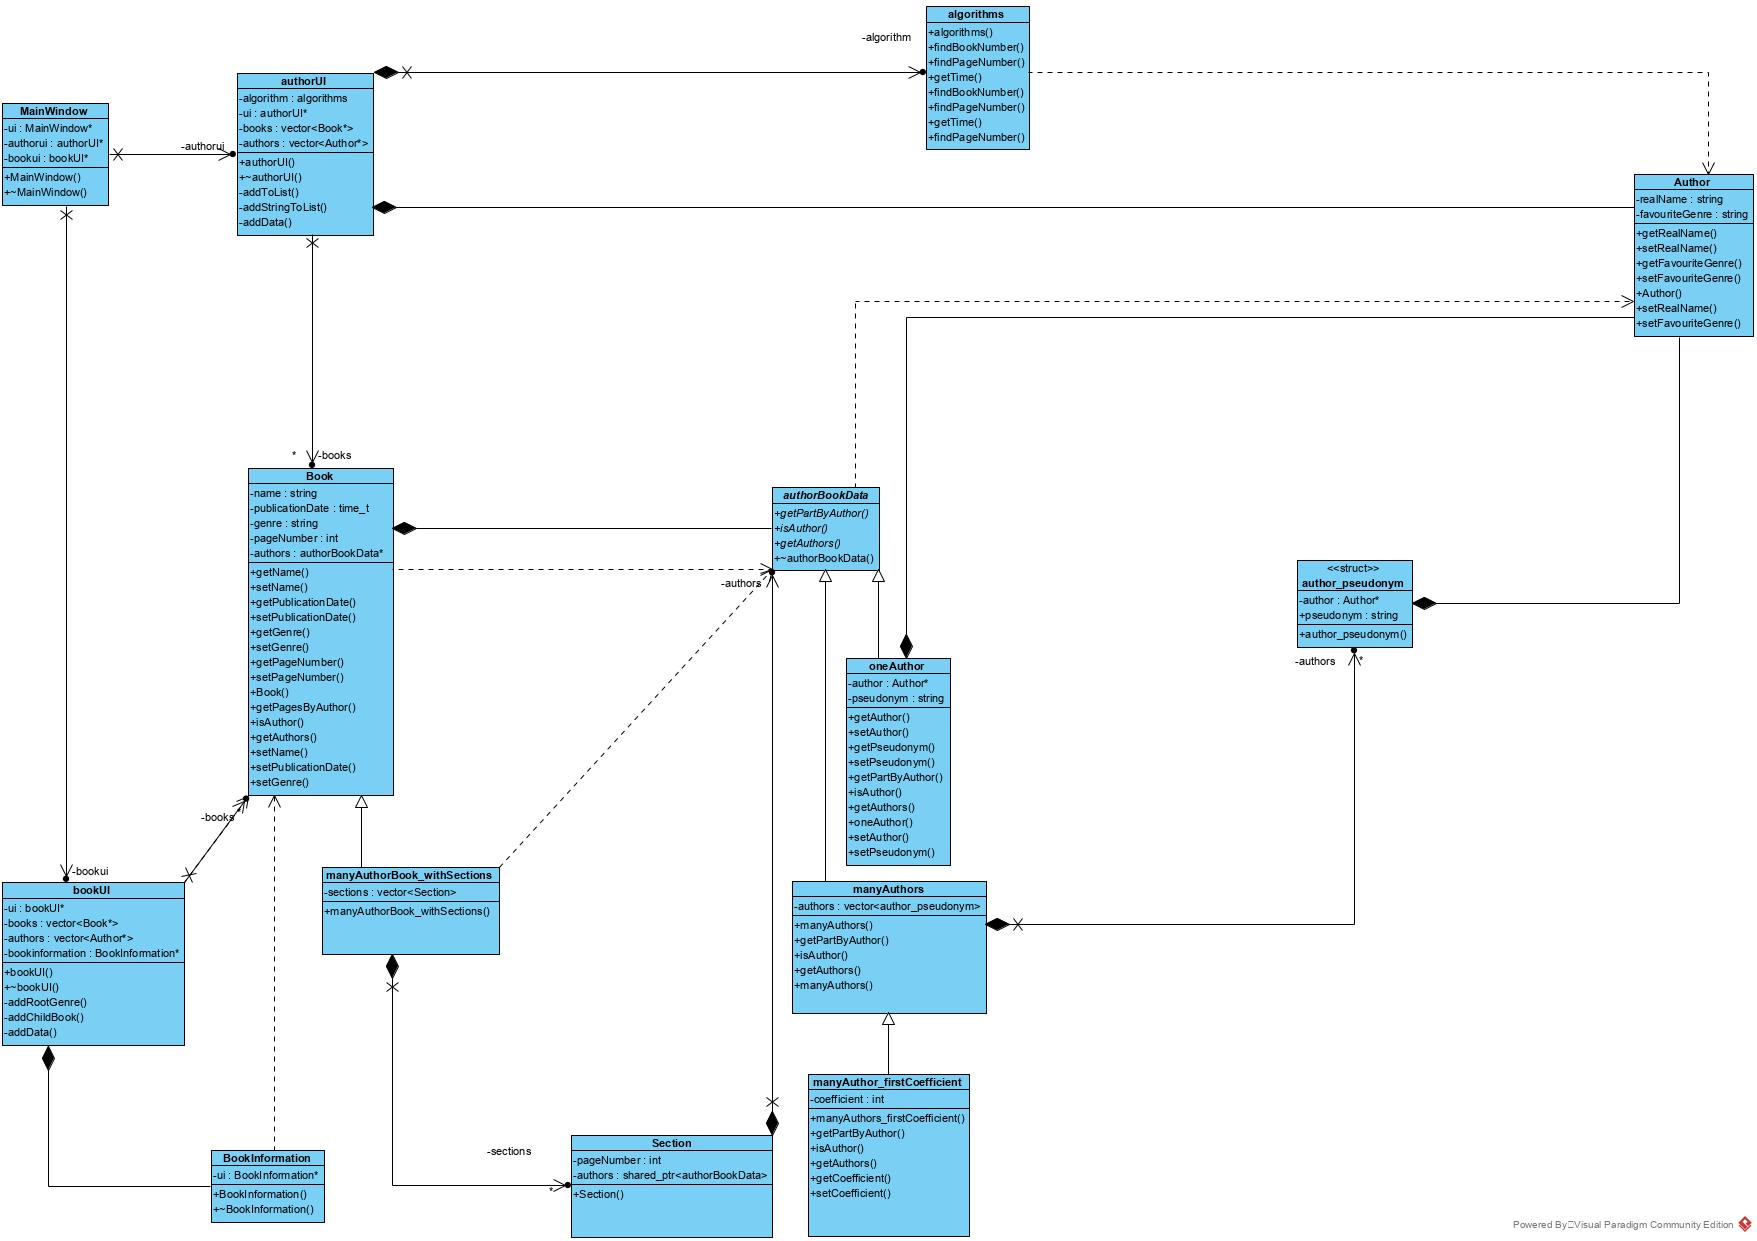 algorithms
+algorithms()
+findBookNumber()
+findPageNumber()
+getTime()
+findBookNumber()
+findPageNumber()
+getTime()
+findPageNumber()
-algorithm
authorUI
-algorithm : algorithms
-ui : authorUI*
-books : vector<Book*>
-authors : vector<Author*>
+authorUI()
+~authorUI()
-addToList()
-addStringToList()
-addData()
MainWindow
-ui : MainWindow*
-authorui : authorUI*
-bookui : bookUI*
+MainWindow()
+~MainWindow()
-authorui
Author
-realName : string
-favouriteGenre : string
+getRealName()
+setRealName()
+getFavouriteGenre()
+setFavouriteGenre()
+Author()
+setRealName()
+setFavouriteGenre()
* -books
Book
-name : string
-publicationDate : time_t
-genre : string
-pageNumber : int
-authors : authorBookData*
+getName()
+setName()
+getPublicationDate()
+setPublicationDate()
+getGenre()
+setGenre()
+getPageNumber()
+setPageNumber()
+Book()
+getPagesByAuthor()
+isAuthor()
+getAuthors()
+setName()
+setPublicationDate()
+setGenre()
authorBookData
+getPartByAuthor()
+isAuthor()
+getAuthors()
+~authorBookData()
-authors
<<struct>>
author_pseudonym
-author : Author*
+pseudonym : string
+author_pseudonym()
-authors *
oneAuthor
-author : Author*
-pseudonym : string
+getAuthor()
+setAuthor()
+getPseudonym()
+setPseudonym()
+getPartByAuthor()
+isAuthor()
+getAuthors()
+oneAuthor()
+setAuthor()
+setPseudonym()
-books *
-bookui
bookUI
-ui : bookUI*
-books : vector<Book*>
-authors : vector<Author*>
-bookinformation : BookInformation*
+bookUI()
+~bookUI()
-addRootGenre()
-addChildBook()
-addData()
manyAuthorBook_withSections
-sections : vector<Section>
+manyAuthorBook_withSections()
manyAuthors
-authors : vector<author_pseudonym>
+manyAuthors()
+getPartByAuthor()
+isAuthor()
+getAuthors()
+manyAuthors()
manyAuthor_firstCoefficient
-coefficient : int
+manyAuthors_firstCoefficient()
+getPartByAuthor()
+isAuthor()
+getAuthors()
+getCoefficient()
+setCoefficient()
-sections
*
Section
-pageNumber : int
-authors : shared_ptr<authorBookData>
+Section()
BookInformation
-ui : BookInformation*
+BookInformation()
+~BookInformation()
Powered By Visual Paradigm Community Edition